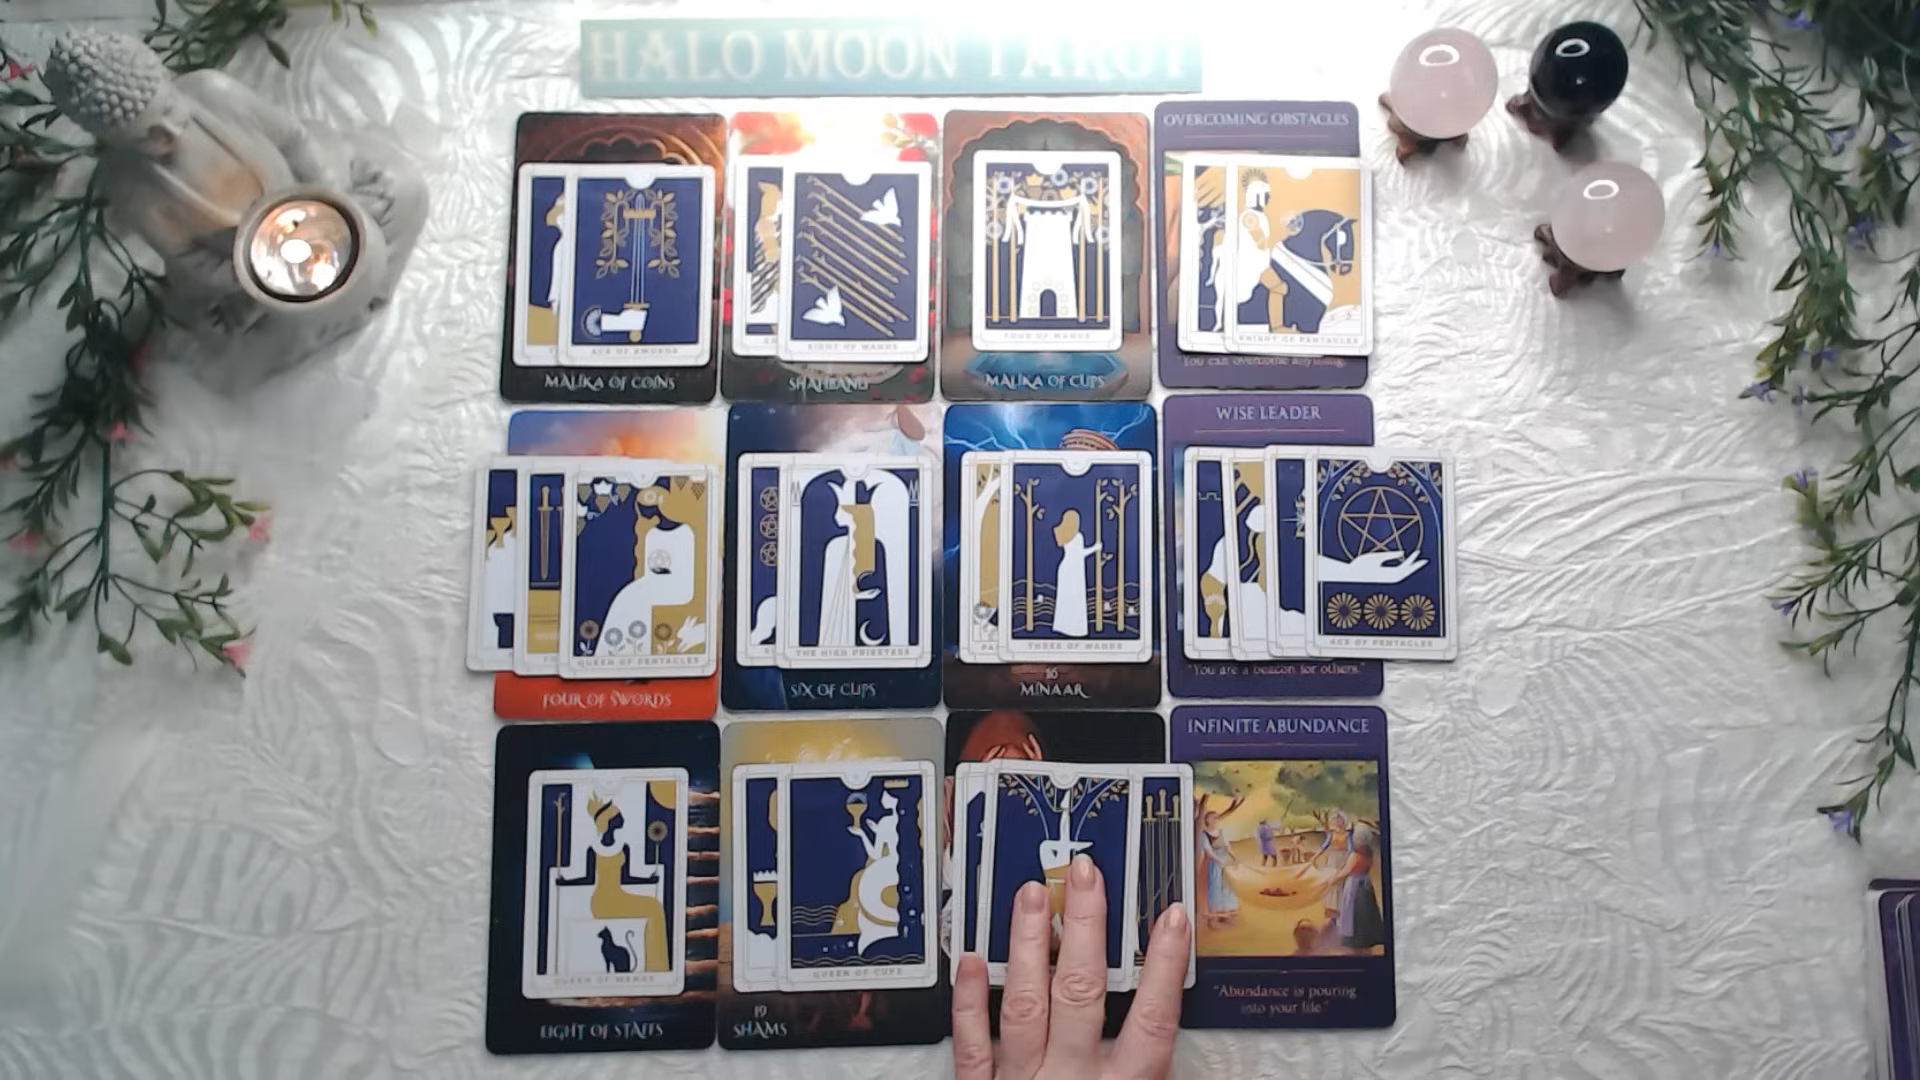 HALO MOON TAROT
OVERCOMING OBSTACLES
ACE OF SWORDS
EIGHT OF WANDS
FOUR OF WANDS
KNIGHT OF PENTACLES
"You can overcome anything."
MALIKA OF COINS
SHAHBANU
MALIKA OF CUPS
WISE LEADER
QUEEN OF PENTACLES
THE HIGH PRIESTESS
THREE OF WANDS
ACE OF PENTACLES
"You are a beacon for others."
FOUR OF SWORDS
SIX OF CUPS
16
MINAAR
INFINITE ABUNDANCE
QUEEN OF WANDS
QUEEN OF CUPS
"Abundance is pouring
into your life."
EIGHT OF STAFFS
19
SHAMS